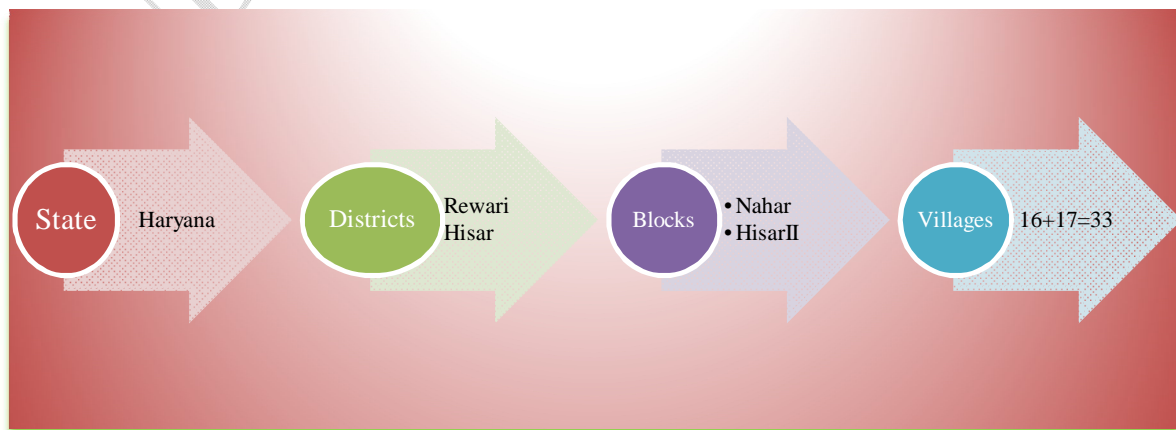 State
Haryana
Districts
Rewari
Hisar
Blocks
• Nahar
• HisarII
Villages
16+17=33